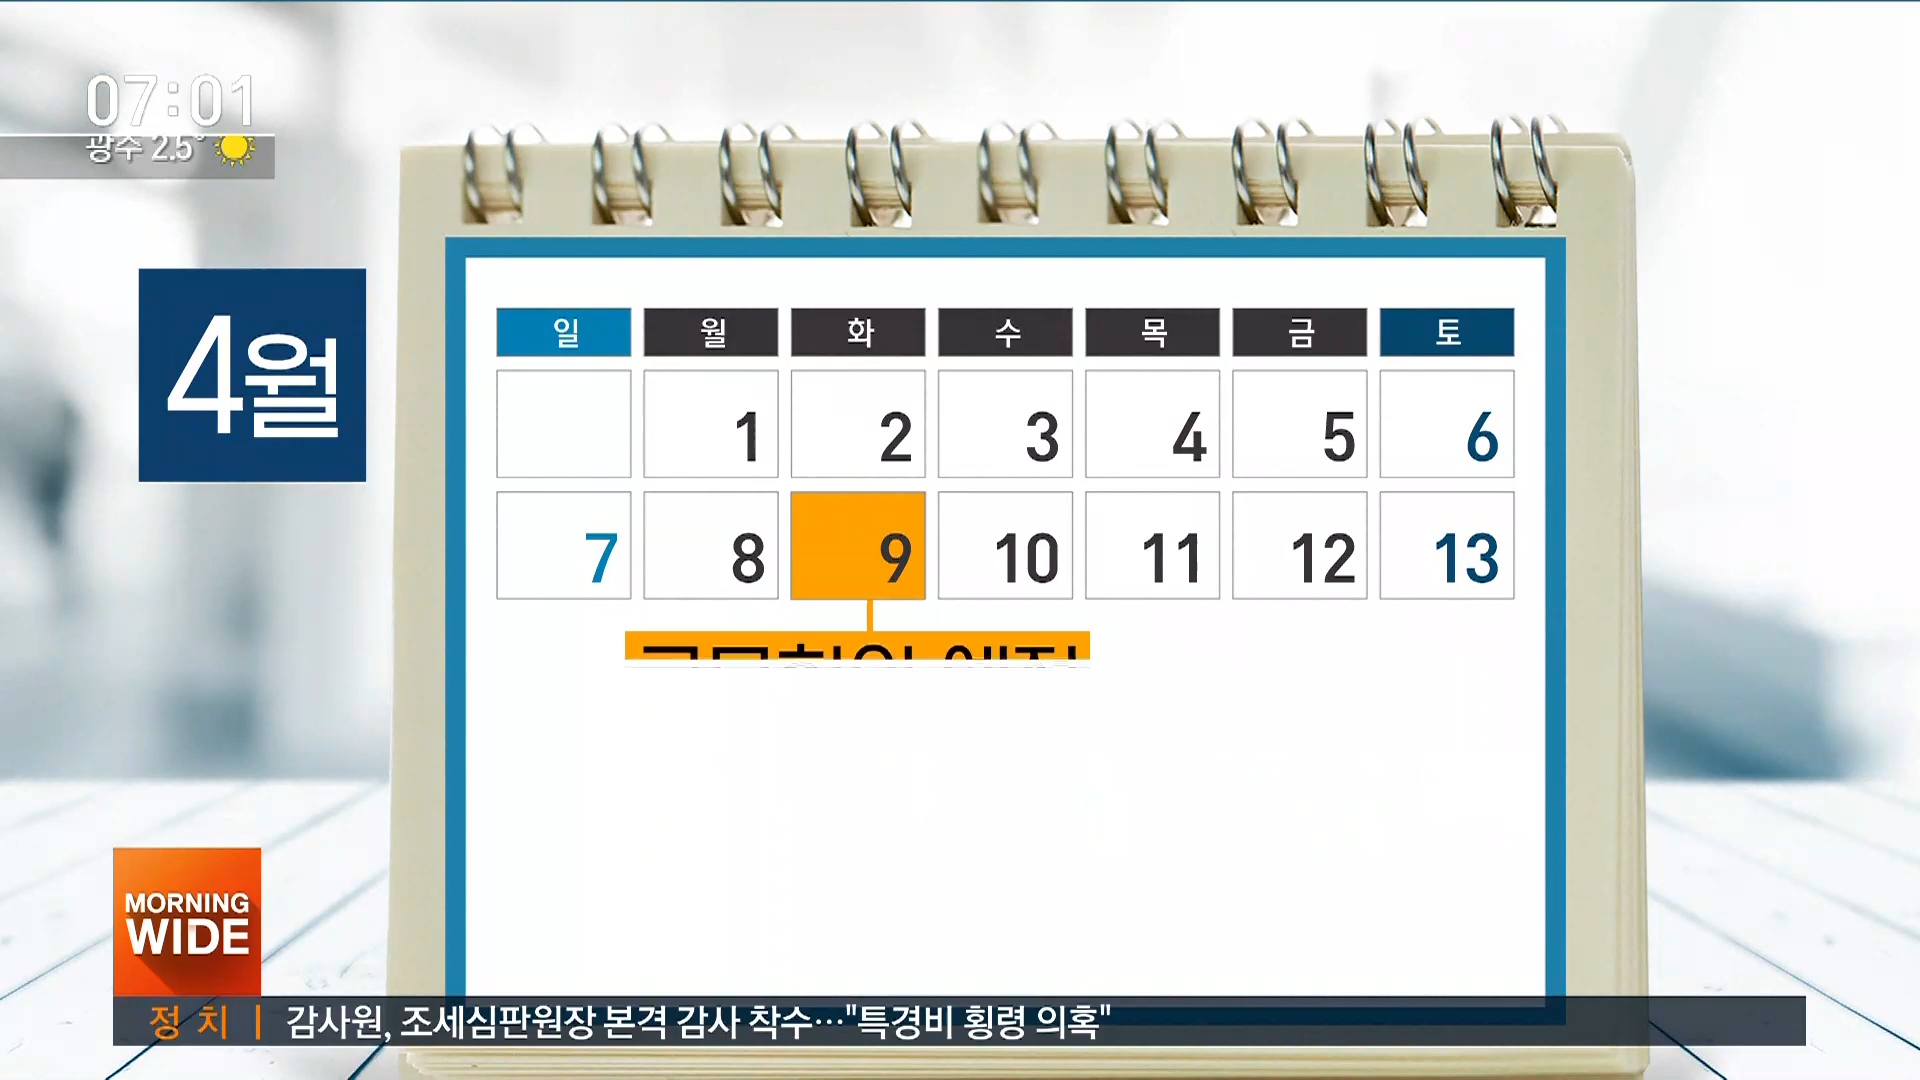 07:01
광주 2.5°
4월
일 월 화 수 목 금 토
1 2 3 4 5 6
7 8 9 10 11 12 13
MORNING
WIDE
정치 | 감사원, 조세심판원장 본격 감사 착수…"특경비 횡령 의혹"